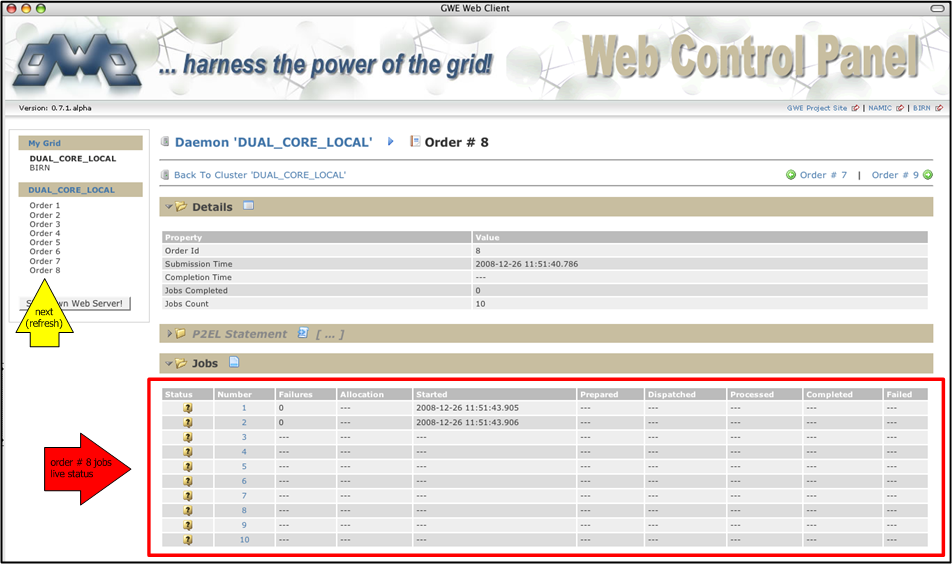 GWE Web Client
gwe ... harness the power of the grid! Web Control Panel
Version: 0.7.1.alpha
GWE Project Site | NAMIC | BIRN
My Grid
DUAL_CORE_LOCAL
BIRN
DUAL_CORE_LOCAL
Order 1
Order 2
Order 3
Order 4
Order 5
Order 6
Order 7
Order 8
wn Web Server!
next
(refresh)
Daemon 'DUAL_CORE_LOCAL' Order # 8
Back To Cluster 'DUAL_CORE_LOCAL' Order # 7 | Order # 9
Details
Property Value
Order Id 8
Submission Time 2008-12-26 11:51:40.786
Completion Time ---
Jobs Completed 0
Jobs Count 10
P2EL Statement [ ... ]
Jobs
order # 8 jobs
live status
Status Number Failures Allocation Started Prepared Dispatched Processed Completed Failed
? 1 0 --- 2008-12-26 11:51:43.905 --- --- --- --- ---
? 2 0 --- 2008-12-26 11:51:43.906 --- --- --- --- ---
? 3 --- --- --- --- --- --- --- ---
? 4 --- --- --- --- --- --- --- ---
? 5 --- --- --- --- --- --- --- ---
? 6 --- --- --- --- --- --- --- ---
? 7 --- --- --- --- --- --- --- ---
? 8 --- --- --- --- --- --- --- ---
? 9 --- --- --- --- --- --- --- ---
? 10 --- --- --- --- --- --- --- ---